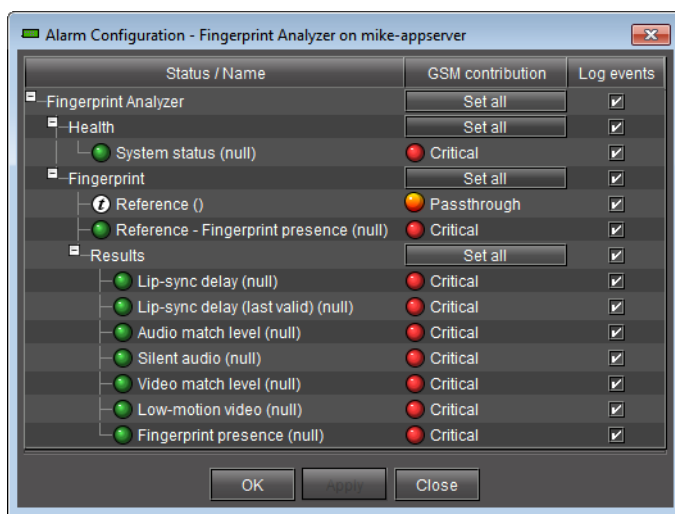 Alarm Configuration - Fingerprint Analyzer on mike-appserver
Status / Name GSM contribution Log events
Fingerprint Analyzer Set all
Health Set all
System status (null) Critical
Fingerprint Set all
t Reference () Passthrough
Reference - Fingerprint presence (null) Critical
Results Set all
Lip-sync delay (null) Critical
Lip-sync delay (last valid) (null) Critical
Audio match level (null) Critical
Silent audio (null) Critical
Video match level (null) Critical
Low-motion video (null) Critical
Fingerprint presence (null) Critical
OK Apply Close